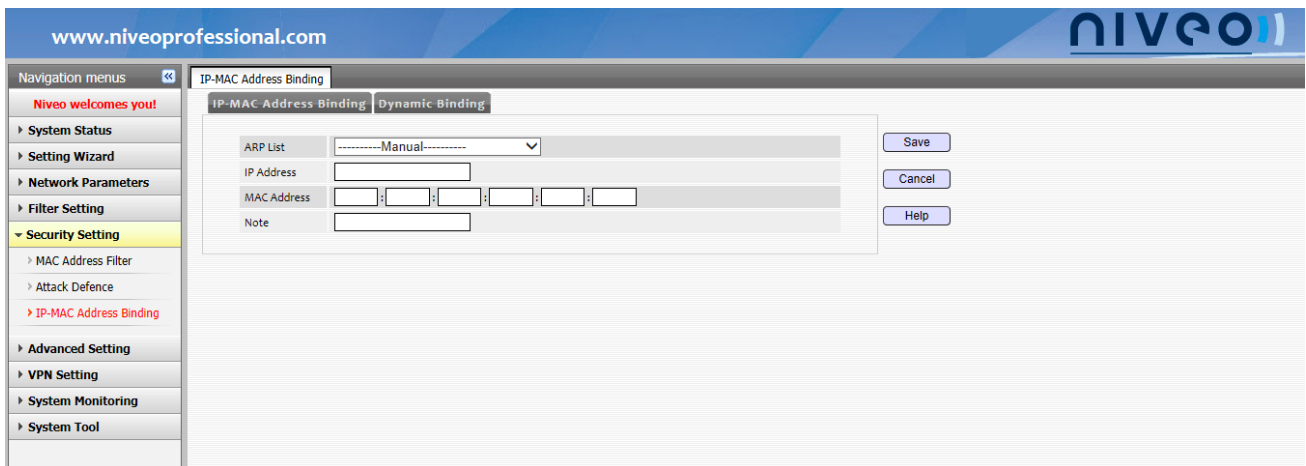 www.niveoprofessional.com
niveo
Navigation menus
Niveo welcomes you!
System Status
Setting Wizard
Network Parameters
Filter Setting
Security Setting
MAC Address Filter
Attack Defence
IP-MAC Address Binding
Advanced Setting
VPN Setting
System Monitoring
System Tool
IP-MAC Address Binding
IP-MAC Address Binding Dynamic Binding
ARP List ----------Manual----------
IP Address
MAC Address : : : : :
Note
Save
Cancel
Help